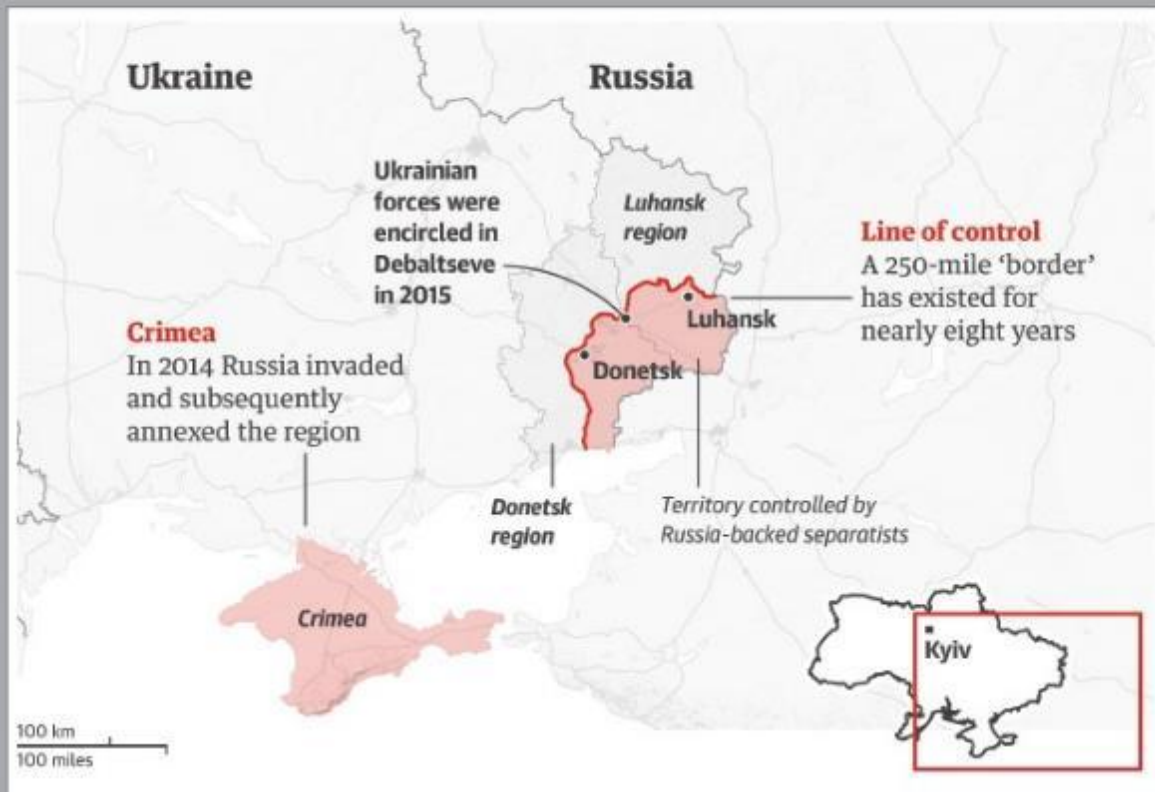 Ukraine
Russia
Ukrainian
forces were
encircled in
Debaltseve
in 2015
Luhansk
region
Line of control
A 250-mile ‘border’
has existed for
nearly eight years
Luhansk
Crimea
In 2014 Russia invaded
and subsequently
annexed the region
Donetsk
Donetsk
region
Territory controlled by
Russia-backed separatists
Crimea
Kyiv
100 km
100 miles